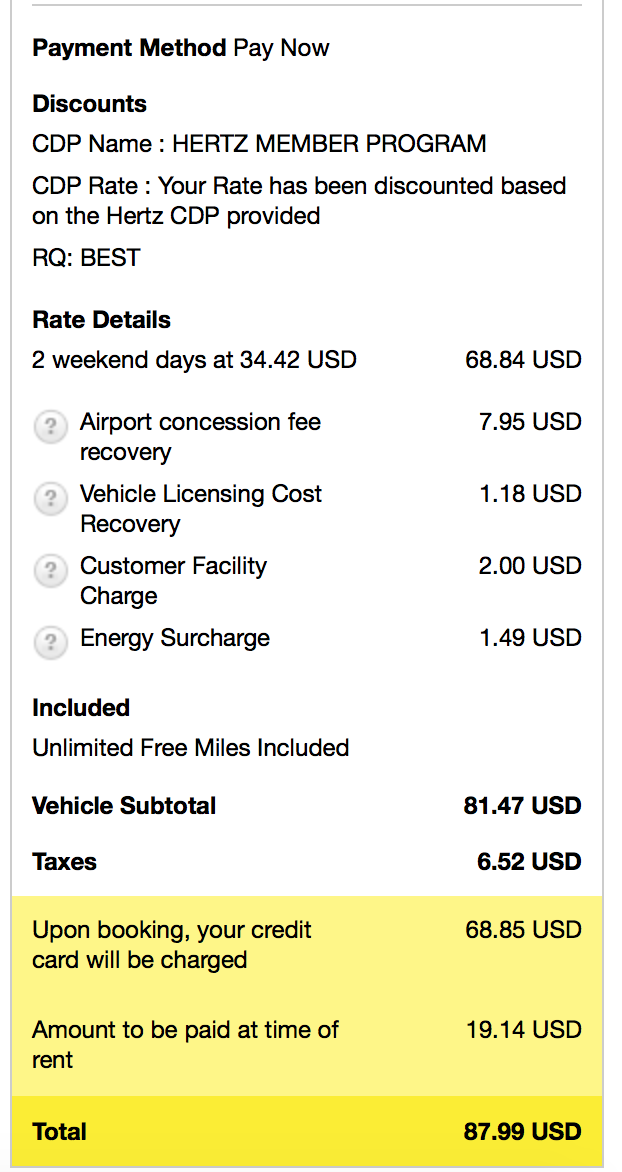 Payment Method Pay Now
Discounts
CDP Name : HERTZ MEMBER PROGRAM
CDP Rate : Your Rate has been discounted based
on the Hertz CDP provided
RQ: BEST
Rate Details
2 weekend days at 34.42 USD 68.84 USD
? Airport concession fee 7.95 USD
recovery
? Vehicle Licensing Cost 1.18 USD
Recovery
? Customer Facility 2.00 USD
Charge
? Energy Surcharge 1.49 USD
Included
Unlimited Free Miles Included
Vehicle Subtotal 81.47 USD
Taxes 6.52 USD
Upon booking, your credit 68.85 USD
card will be charged
Amount to be paid at time of 19.14 USD
rent
Total 87.99 USD